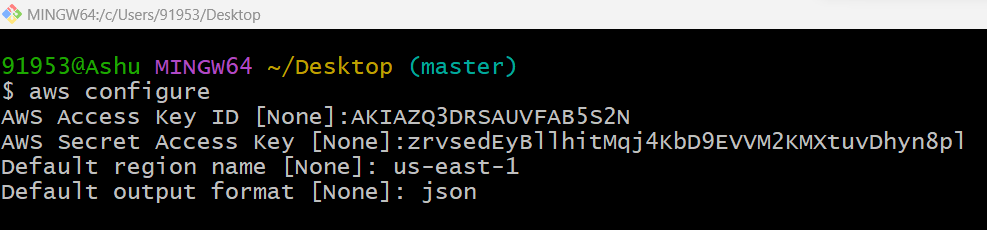 MINGW64:/c/Users/91953/Desktop
91953@Ashu MINGW64 ~/Desktop (master)
$ aws configure
AWS Access Key ID [None]:AKIAZQ3DRSAUVFAB5S2N
AWS Secret Access Key [None]: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
Default region name [None]: us-east-1
Default output format [None]: json